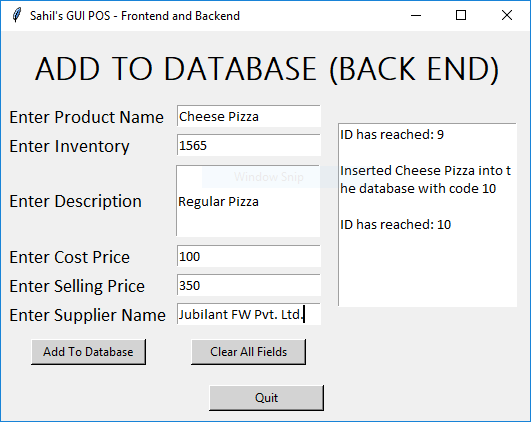 Sahil's GUI POS - Frontend and Backend
ADD TO DATABASE (BACK END)
Enter Product Name
Cheese Pizza
Enter Inventory
1565
Enter Description
Regular Pizza
Window Snip
Enter Cost Price
100
Enter Selling Price
350
Enter Supplier Name
Jubilant FW Pvt. Ltd.
ID has reached: 9
Inserted Cheese Pizza into t
he database with code 10
ID has reached: 10
Add To Database
Clear All Fields
Quit